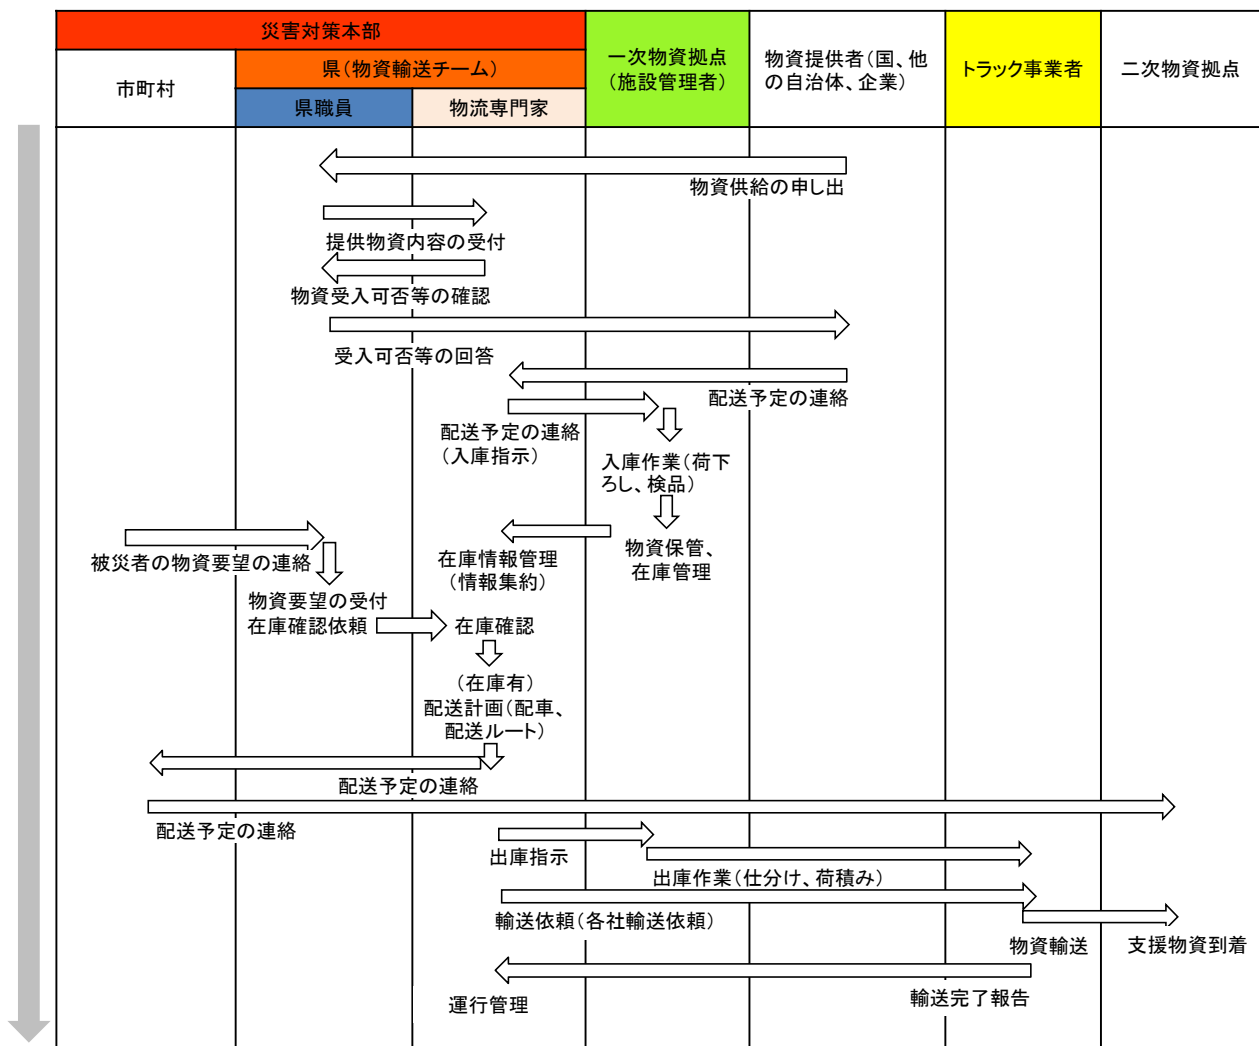 災害対策本部
県(物資輸送チーム)
市町村
県職員
物流専門家
一次物資拠点
(施設管理者)
物資提供者(国、他
の自治体、企業)
トラック事業者
二次物資拠点
物資供給の申し出
提供物資内容の受付
物資受入可否等の確認
受入可否等の回答
配送予定の連絡
配送予定の連絡
(入庫指示)
入庫作業(荷下
ろし、検品)
物資保管、
在庫管理
在庫情報管理
(情報集約)
被災者の物資要望の連絡
物資要望の受付
在庫確認依頼
在庫確認
(在庫有)
配送計画(配車、
配送ルート)
配送予定の連絡
配送予定の連絡
出庫指示
出庫作業(仕分け、荷積み)
輸送依頼(各社輸送依頼)
物資輸送
支援物資到着
輸送完了報告
運行管理